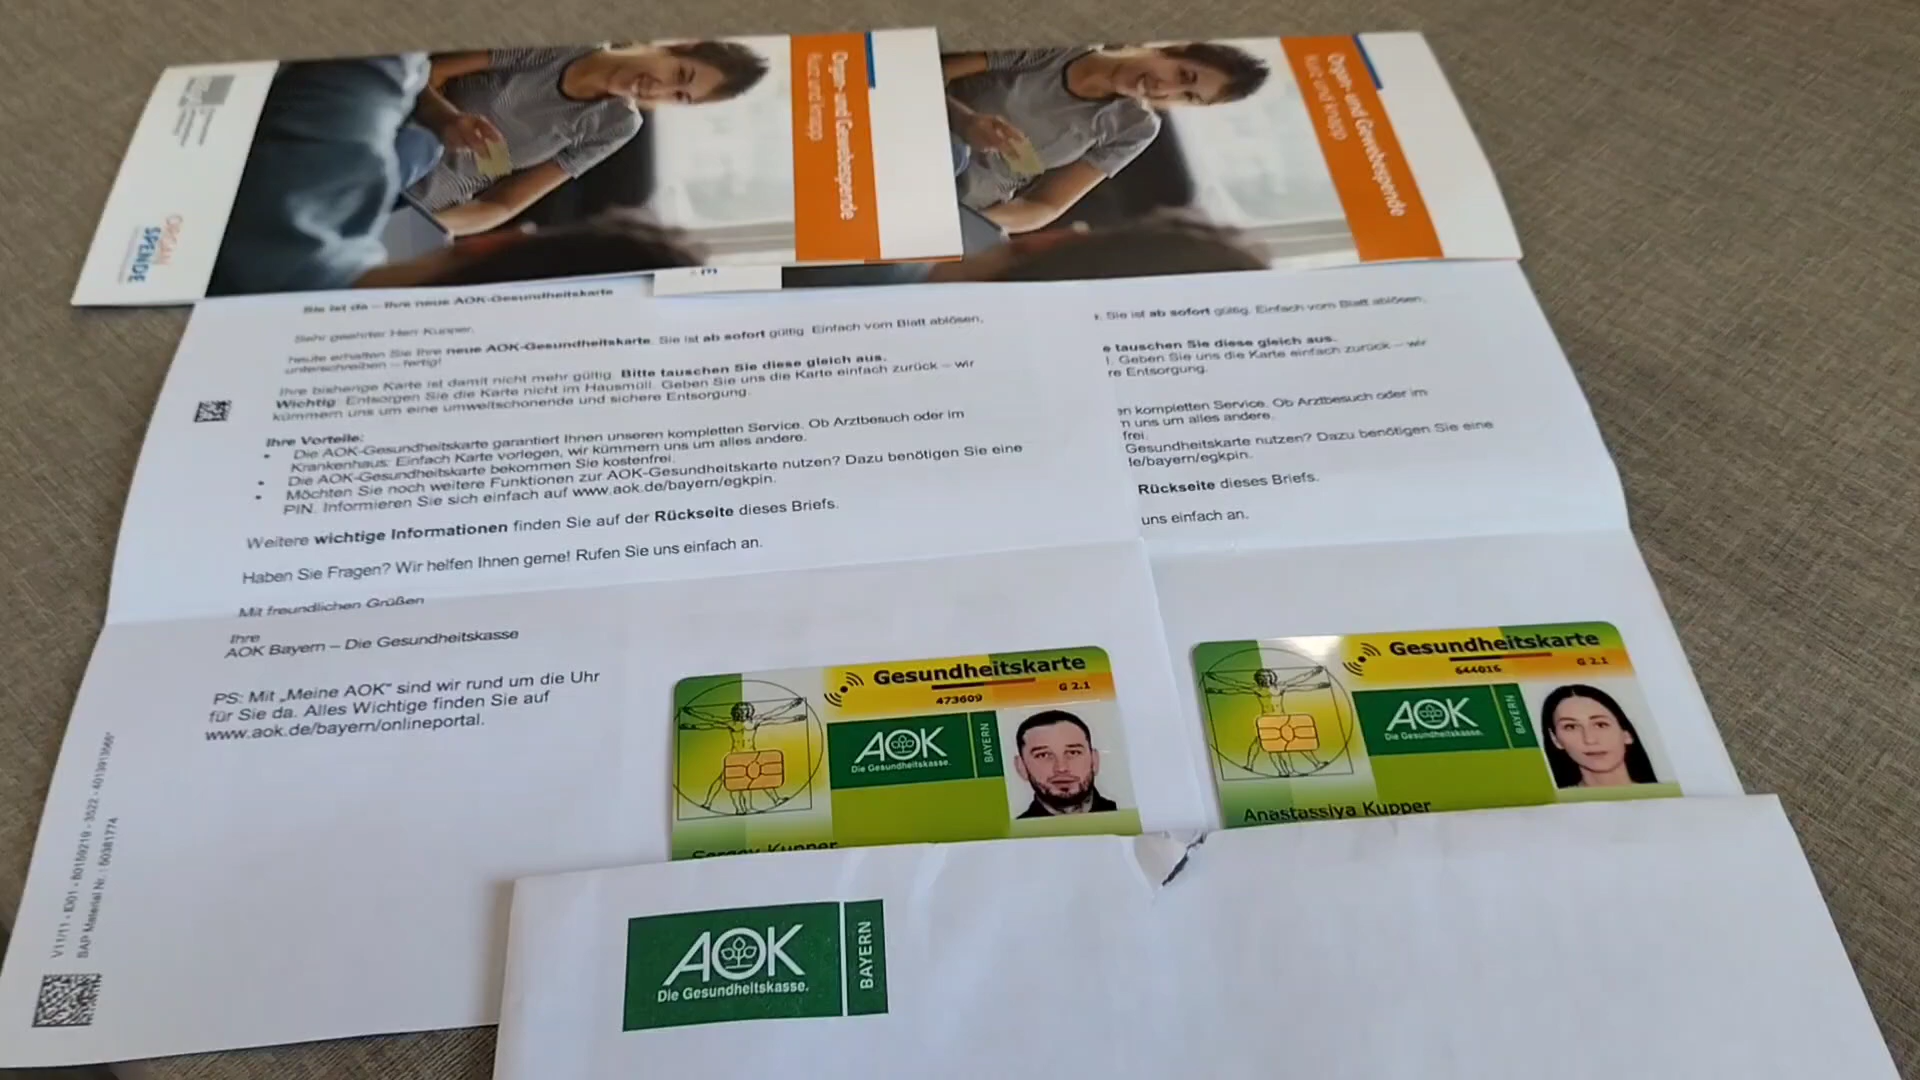 Organ- und Gewebespende
kurz und knapp
ORGAN
SPENDE
Organ- und Gewebespende
kurz und knapp
Sie ist da – Ihre neue AOK-Gesundheitskarte
Sehr geehrter Herr Kupper,
heute erhalten Sie Ihre neue AOK-Gesundheitskarte. Sie ist ab sofort gültig. Einfach vom Blatt ablösen,
unterschreiben – fertig!
Ihre bisherige Karte ist damit nicht mehr gültig. Bitte tauschen Sie diese gleich aus.
Wichtig: Entsorgen Sie die Karte nicht im Hausmüll. Geben Sie uns die Karte einfach zurück – wir
kümmern uns um eine umweltschonende und sichere Entsorgung.
Ihre Vorteile:
• Die AOK-Gesundheitskarte garantiert Ihnen unseren kompletten Service. Ob Arztbesuch oder im
Krankenhaus: Einfach Karte vorlegen, wir kümmern uns um alles andere.
• Die AOK-Gesundheitskarte bekommen Sie kostenfrei.
• Möchten Sie noch weitere Funktionen zur AOK-Gesundheitskarte nutzen? Dazu benötigen Sie eine
PIN. Informieren Sie sich einfach auf www.aok.de/bayern/egkpin.
Weitere wichtige Informationen finden Sie auf der Rückseite dieses Briefs.
Haben Sie Fragen? Wir helfen Ihnen gerne! Rufen Sie uns einfach an.
Mit freundlichen Grüßen
Ihre
AOK Bayern – Die Gesundheitskasse
PS: Mit „Meine AOK“ sind wir rund um die Uhr
für Sie da. Alles Wichtige finden Sie auf
www.aok.de/bayern/onlineportal.
SAP Material Nr.: 50381774
r. Sie ist ab sofort gültig. Einfach vom Blatt ablösen,
e tauschen Sie diese gleich aus.
l. Geben Sie uns die Karte einfach zurück – wir
re Entsorgung.
en kompletten Service. Ob Arztbesuch oder im
n uns um alles andere.
frei.
Gesundheitskarte nutzen? Dazu benötigen Sie eine
le/bayern/egkpin.
Rückseite dieses Briefs.
uns einfach an.
Gesundheitskarte
473609
G 2.1
AOK
Die Gesundheitskasse.
BAYERN
Sergey Kupper
Gesundheitskarte
644016
G 2.1
AOK
Die Gesundheitskasse.
BAYERN
Anastassiya Kupper
AOK
Die Gesundheitskasse.
BAYERN